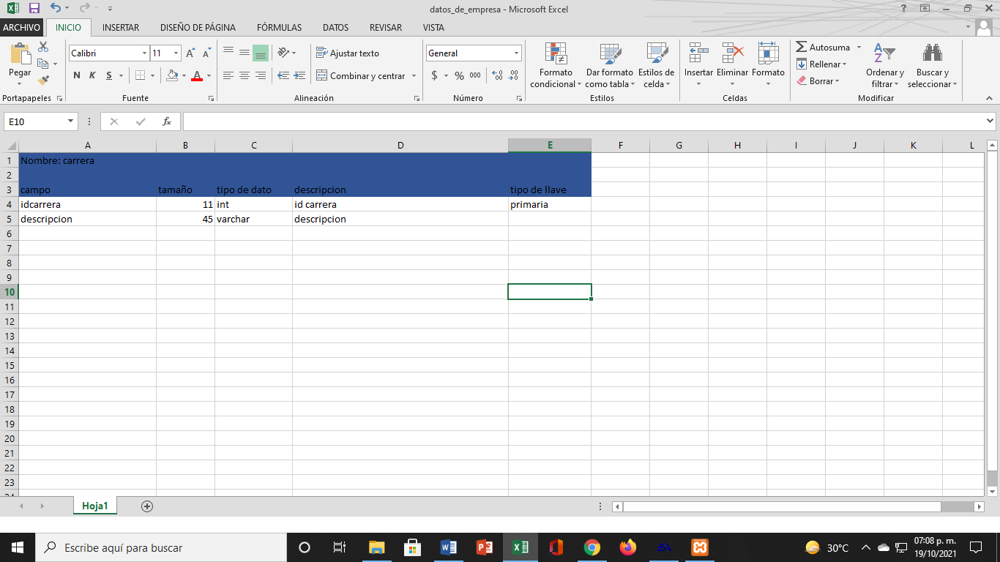 datos_de_empresa - Microsoft Excel
ARCHIVO INICIO INSERTAR DISEÑO DE PÁGINA FÓRMULAS DATOS REVISAR VISTA
Pegar
Portapapeles
Calibri 11
N K S A
Fuente
Ajustar texto
Combinar y centrar
Alineación
General
$ % 000
Número
Formato condicional
Dar formato como tabla
Estilos de celda
Estilos
Insertar Eliminar Formato
Celdas
Autosuma
Rellenar
Borrar
Ordenar y filtrar
Buscar y seleccionar
Modificar
E10
fx
A B C D E F G H I J K L
1 Nombre: carrera
2
3 campo tamaño tipo de dato descripcion tipo de llave
4 idcarrera 11 int id carrera primaria
5 descripcion 45 varchar descripcion
6
7
8
9
10
11
12
13
14
15
16
17
18
19
20
21
22
23
24
Hoja1
Escribe aquí para buscar
30°C
07:08 p. m.
19/10/2021